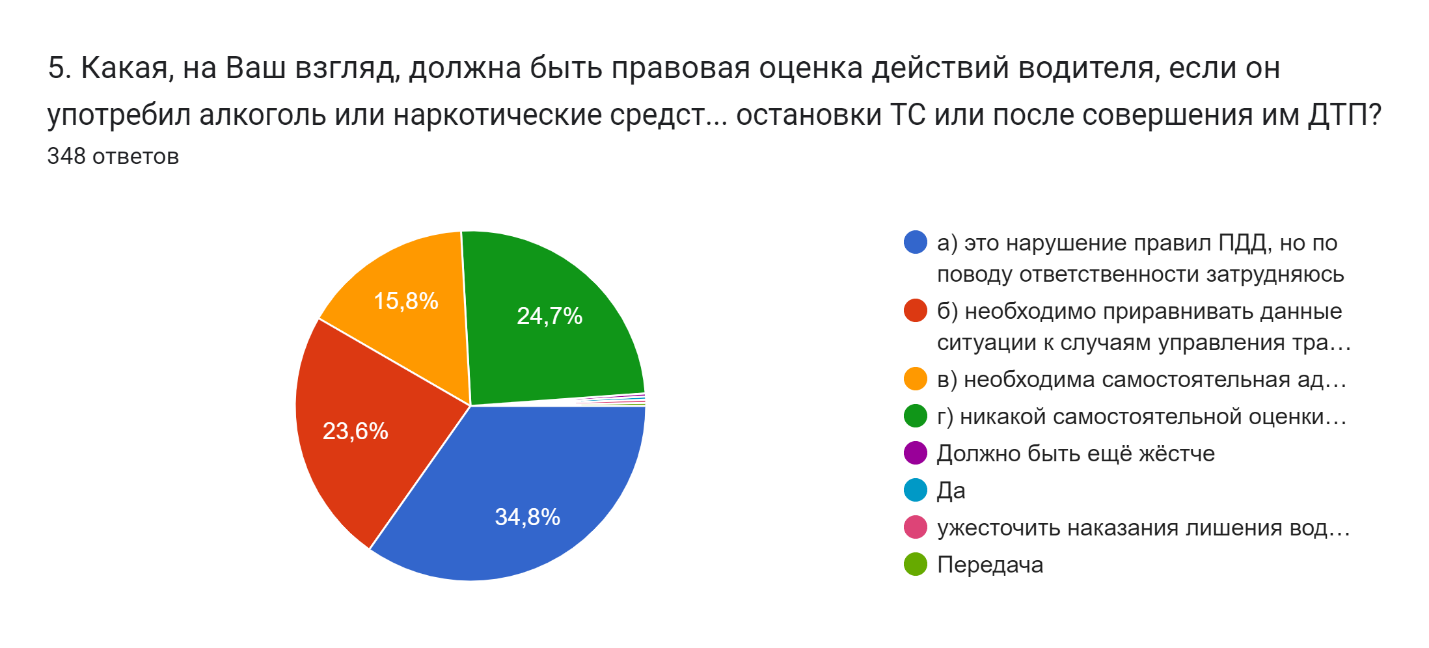 5. Какая, на Ваш взгляд, должна быть правовая оценка действий водителя, если он
употребил алкоголь или наркотические средст... остановки ТС или после совершения им ДТП?
348 ответов
15,8%
24,7%
23,6%
34,8%
а) это нарушение правил ПДД, но по
поводу ответственности затрудняюсь
б) необходимо приравнивать данные
ситуации к случаям управления тра…
в) необходима самостоятельная ад…
г) никакой самостоятельной оценки…
Должно быть ещё жёстче
Да
ужесточить наказания лишения вод…
Передача